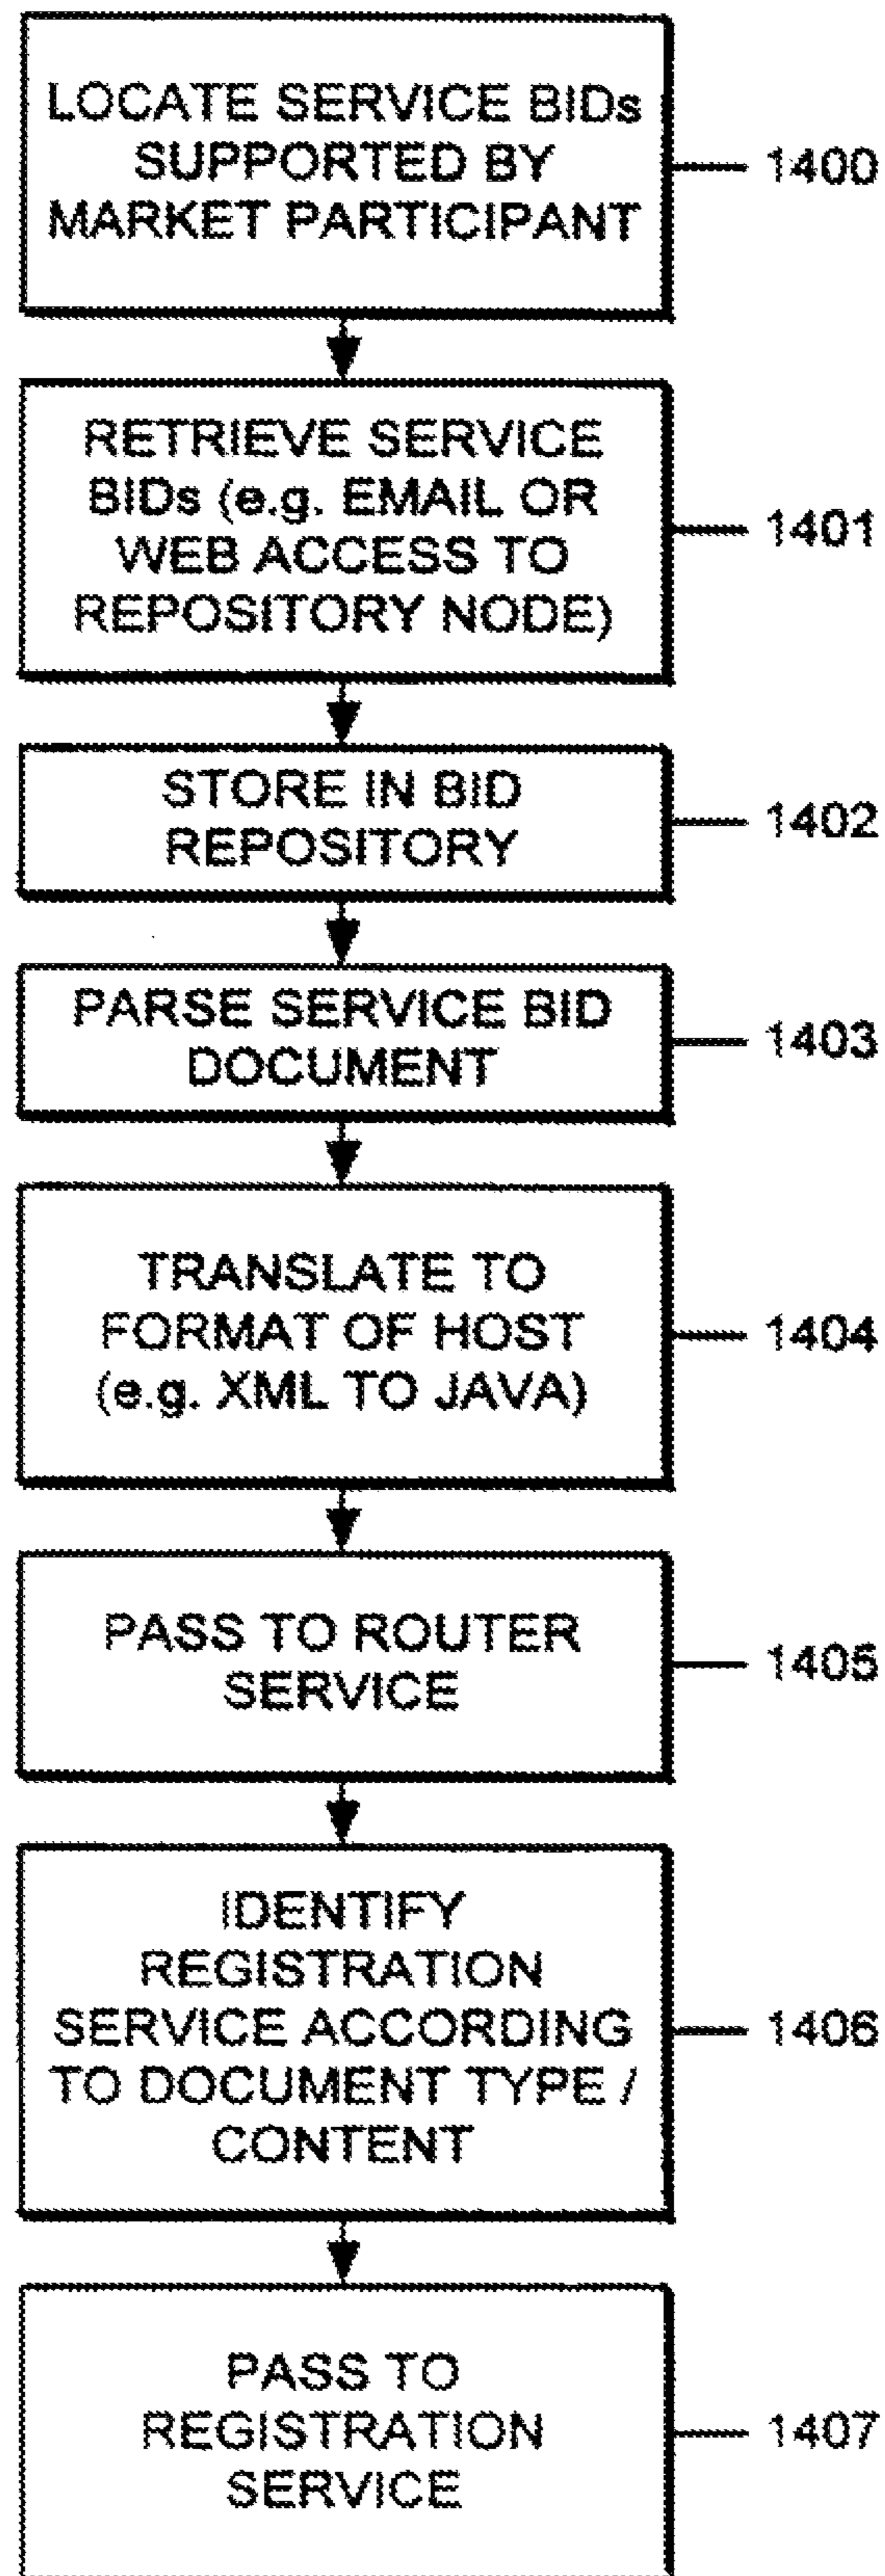 LOCATE SERVICE BIDs
SUPPORTED BY
MARKET PARTICIPANT
1400
RETRIEVE SERVICE
BIDs (e.g. EMAIL OR
WEB ACCESS TO
REPOSITORY NODE)
1401
STORE IN BID
REPOSITORY
1402
PARSE SERVICE BID
DOCUMENT
1403
TRANSLATE TO
FORMAT OF HOST
(e.g. XML TO JAVA)
1404
PASS TO ROUTER
SERVICE
1405
IDENTIFY
REGISTRATION
SERVICE ACCORDING
TO DOCUMENT TYPE /
CONTENT
1406
PASS TO
REGISTRATION
SERVICE
1407